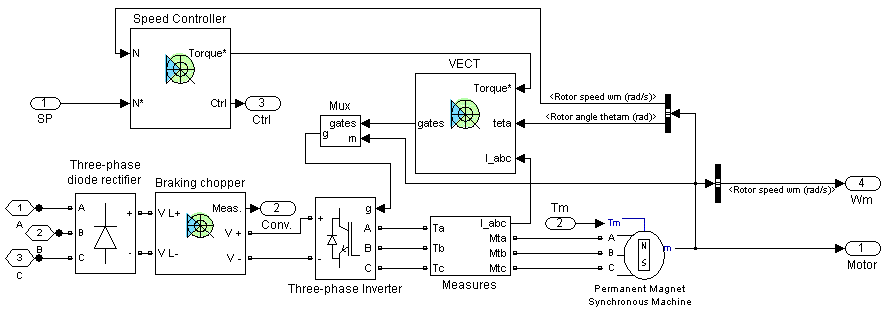 Speed Controller
N
Torque*
N*
Ctrl
1
SP
3
Ctrl
VECT
Torque*
gates
teta
I_abc
Mux
gates
g
m
<Rotor speed wm (rad/s)>
<Rotor angle thetam (rad)>
<Rotor speed wm (rad/s)>
4
Wm
Three-phase
diode rectifier
1
A
2
B
3
C
A
B
C
+
-
Braking chopper
V L+
V L-
Meas.
V +
V -
2
Conv.
g
+
-
A
B
C
Three-phase Inverter
Ta
Tb
Tc
I_abc
Mta
Mtb
Mtc
Measures
Tm
2
Tm
A
B
C
N
S
m
Permanent Magnet
Synchronous Machine
1
Motor